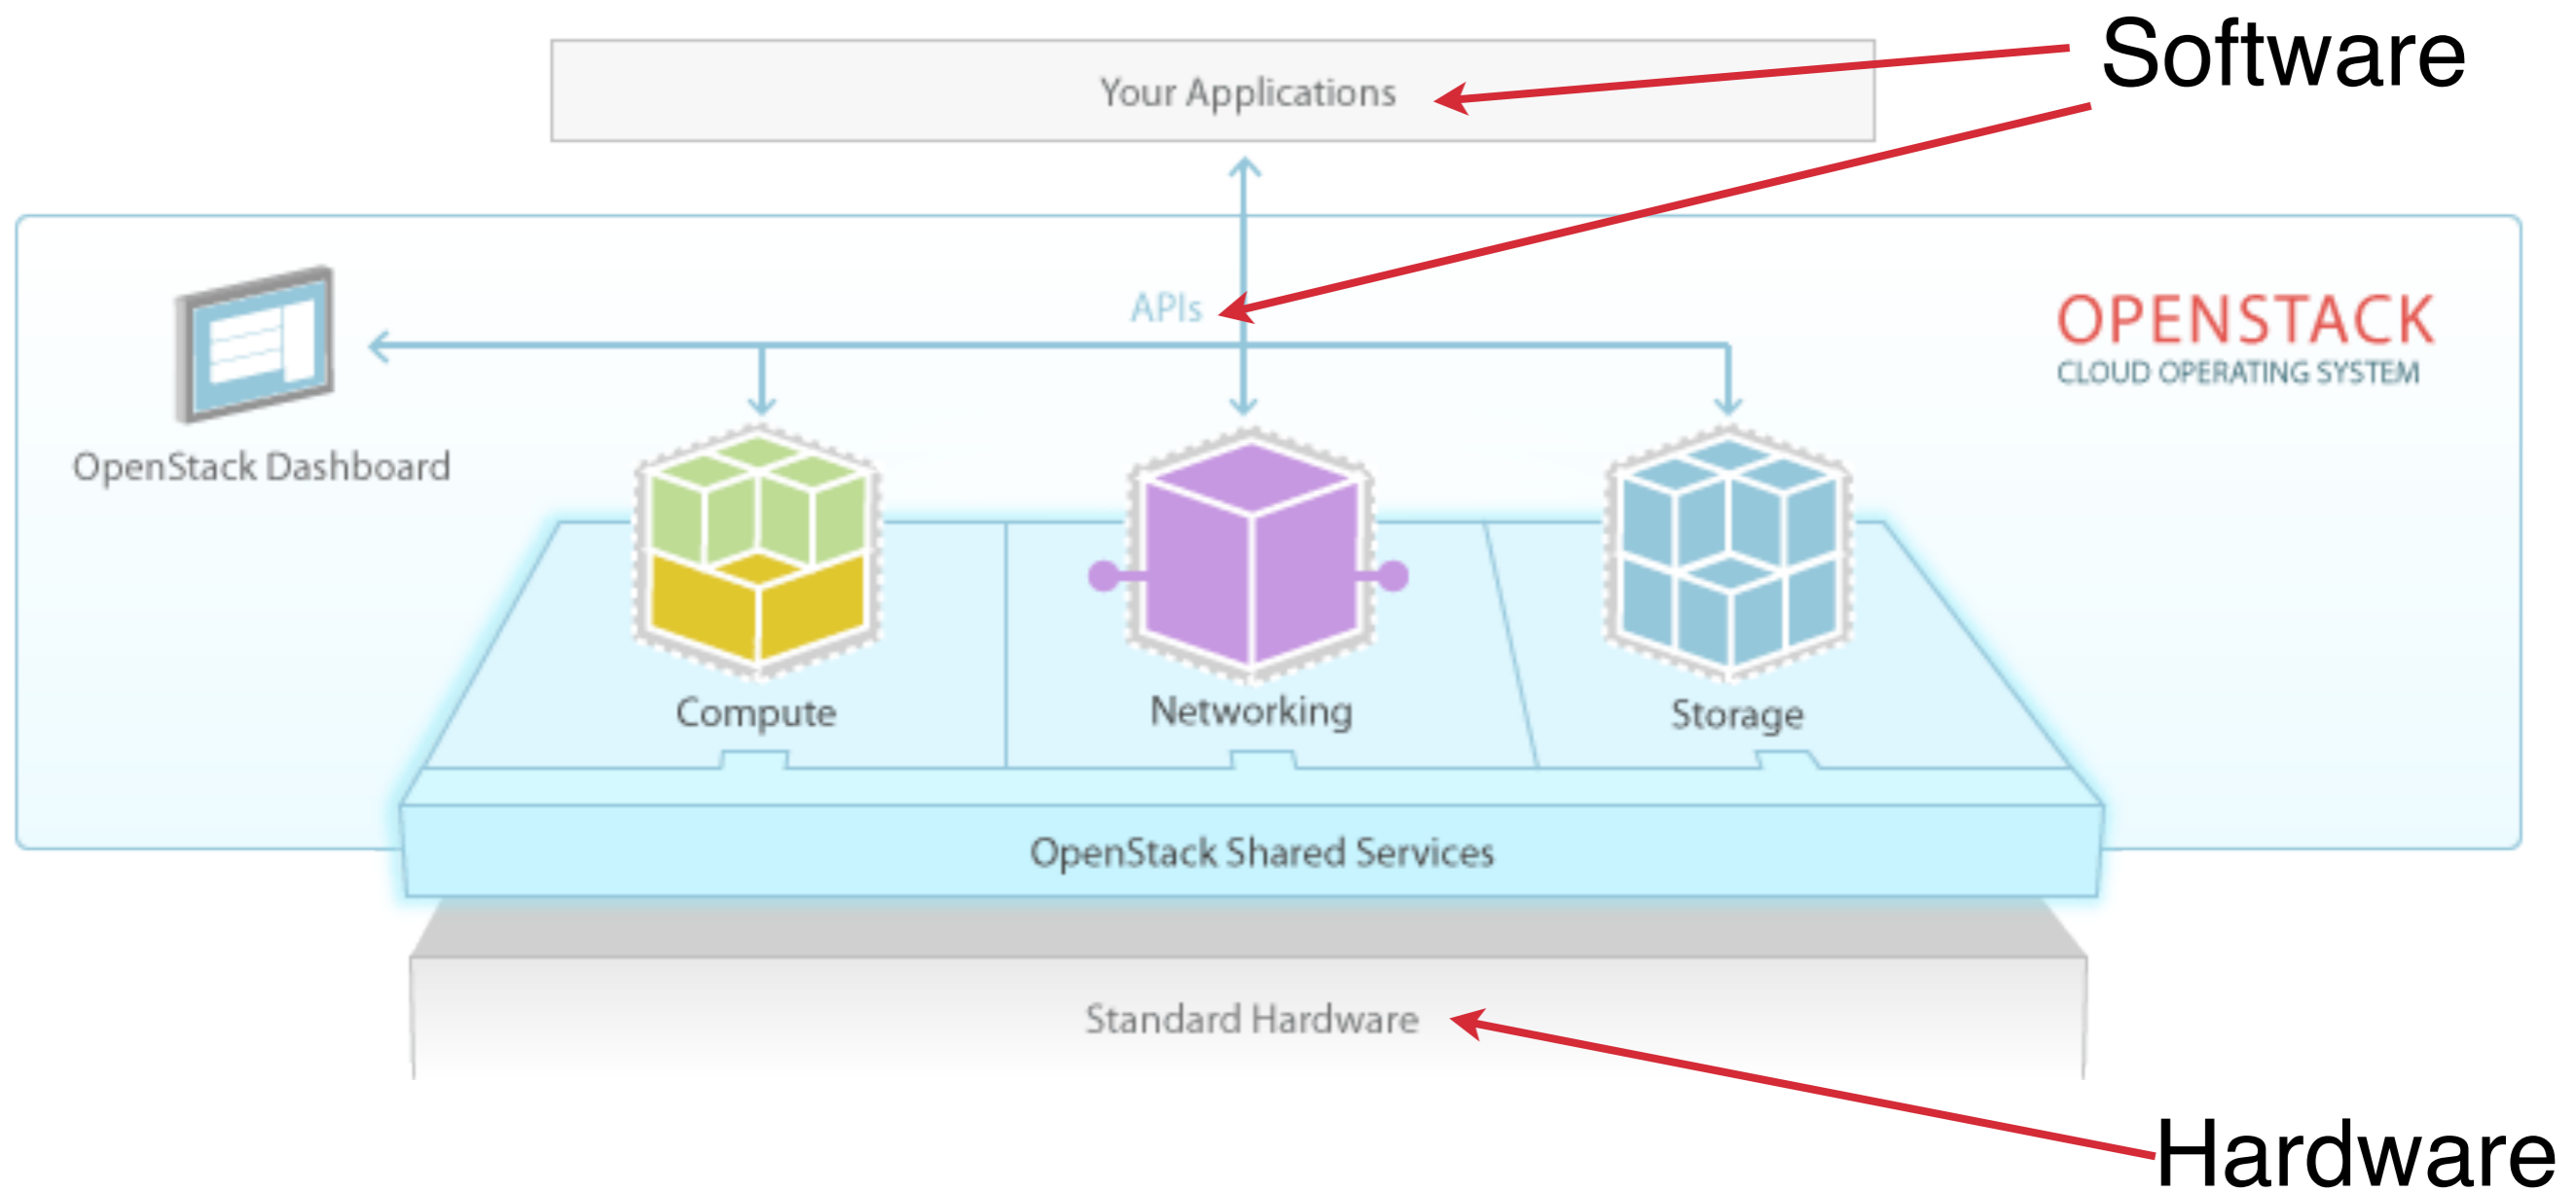 Software
Your Applications
APIs
OPENSTACK
CLOUD OPERATING SYSTEM
OpenStack Dashboard
Compute
Networking
Storage
OpenStack Shared Services
Standard Hardware
Hardware